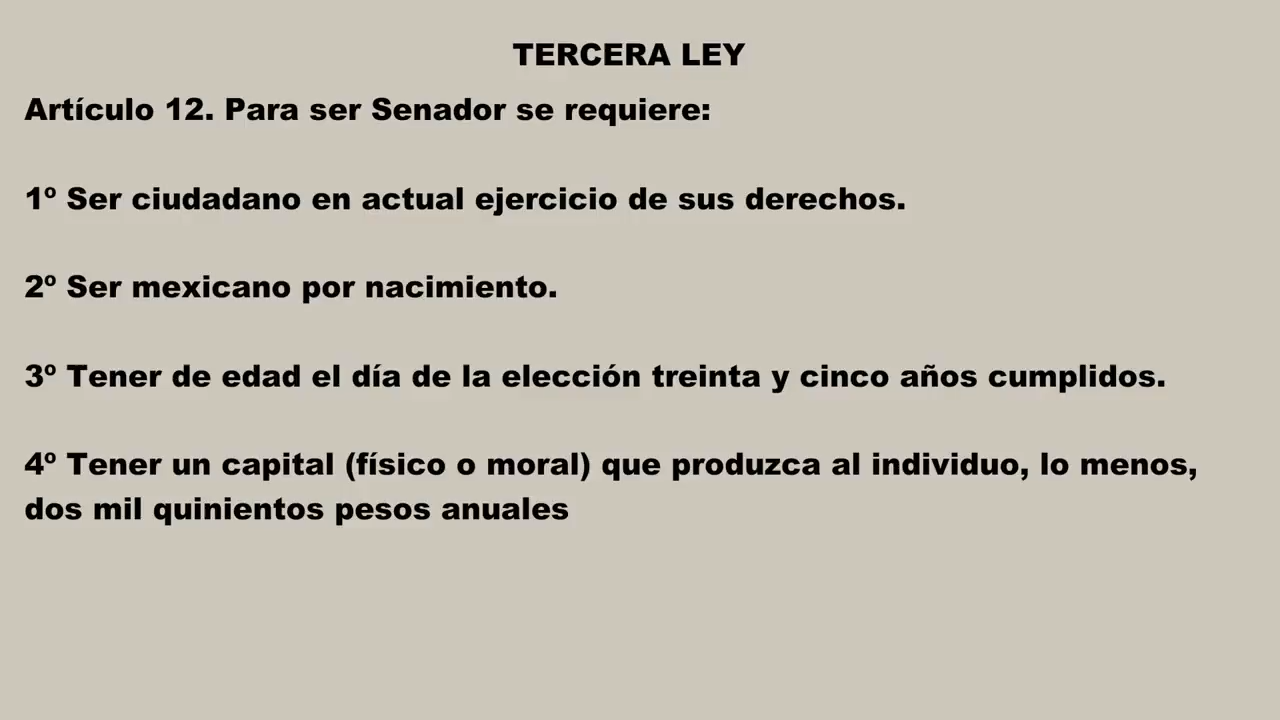 TERCERA LEY
Artículo 12. Para ser Senador se requiere:
1º Ser ciudadano en actual ejercicio de sus derechos.
2º Ser mexicano por nacimiento.
3º Tener de edad el día de la elección treinta y cinco años cumplidos.
4º Tener un capital (físico o moral) que produzca al individuo, lo menos,
dos mil quinientos pesos anuales